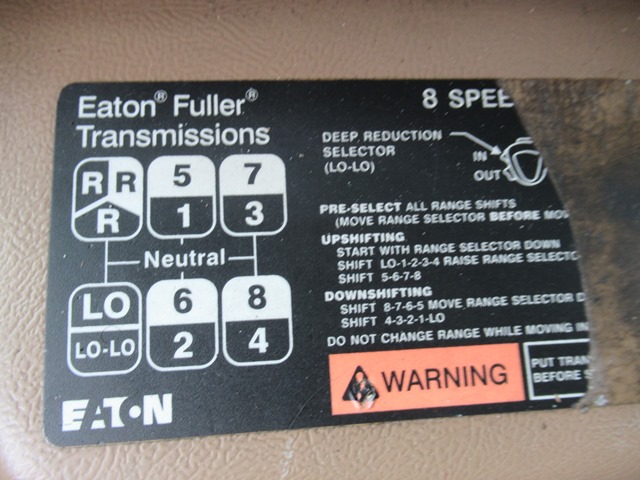 Eaton® Fuller®
Transmissions
8 SPEE
DEEP REDUCTION
SELECTOR
(LO-LO)
IN
OUT
R R 5 7
R 1 3
Neutral
LO 6 8
LO-LO 2 4
PRE-SELECT ALL RANGE SHIFTS
(MOVE RANGE SELECTOR BEFORE MO
UPSHIFTING
START WITH RANGE SELECTOR DOWN
SHIFT LO-1-2-3-4 RAISE RANGE SELECTO
SHIFT 5-6-7-8
DOWNSHIFTING
SHIFT 8-7-6-5 MOVE RANGE SELECTOR D
SHIFT 4-3-2-1-LO
DO NOT CHANGE RANGE WHILE MOVING IN
WARNING
PUT TRAN
BEFORE S
EATON